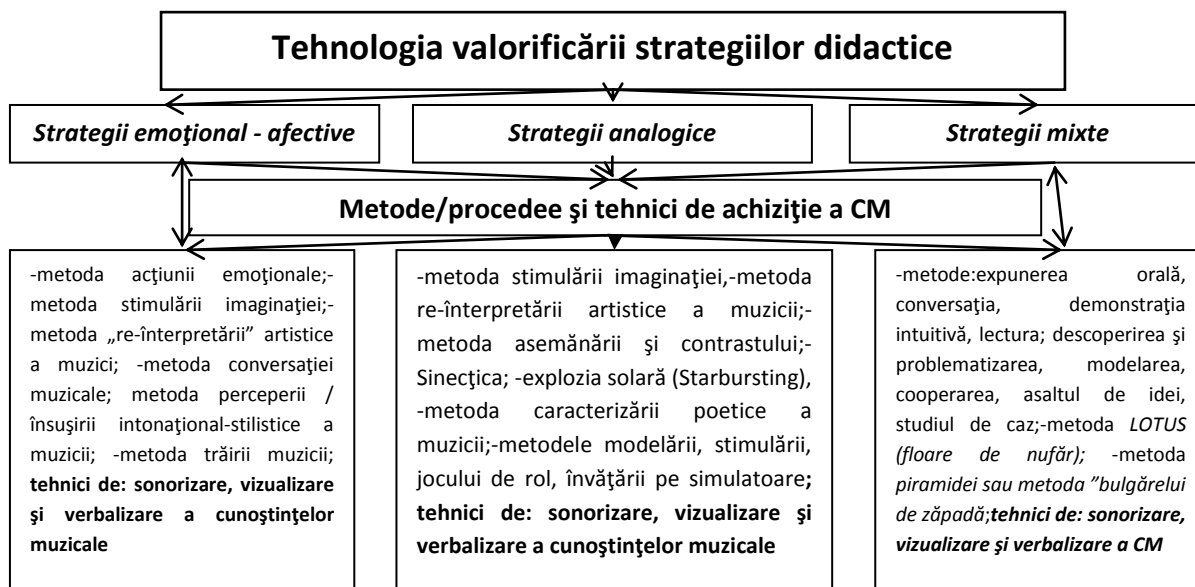 Tehnologia valorificării strategiilor didactice
Strategii emoţional - afective
Strategii analogice
Strategii mixte
Metode/procedee şi tehnici de achiziţie a CM
-metoda acţiunii emoţionale;-
metoda stimulării imaginaţiei;-
metoda „re-înterpretării” artistice
a muzici; -metoda conversaţiei
muzicale; metoda perceperii /
însuşirii intonaţional-stilistice a
muzicii; -metoda trăirii muzicii;
tehnici de: sonorizare, vizualizare
şi verbalizare a cunoştinţelor
muzicale
-metoda stimulării imaginaţiei,-metoda
re-înterpretării artistice a muzicii;-
metoda asemănării şi contrastului;-
Sinecţica; -explozia solară (Starbursting),
-metoda caracterizării poetice a
muzicii;-metodele modelării, stimulării,
jocului de rol, învăţării pe simulatoare;
tehnici de: sonorizare, vizualizare şi
verbalizare a cunoştinţelor muzicale
-metode:expunerea orală,
conversaţia, demonstraţia
intuitivă, lectura; descoperirea şi
problematizarea, modelarea,
cooperarea, asaltul de idei,
studiul de caz;-metoda LOTUS
(floare de nufăr); -metoda
piramidei sau metoda ”bulgărelui
de zăpadă;tehnici de: sonorizare,
vizualizare şi verbalizare a CM